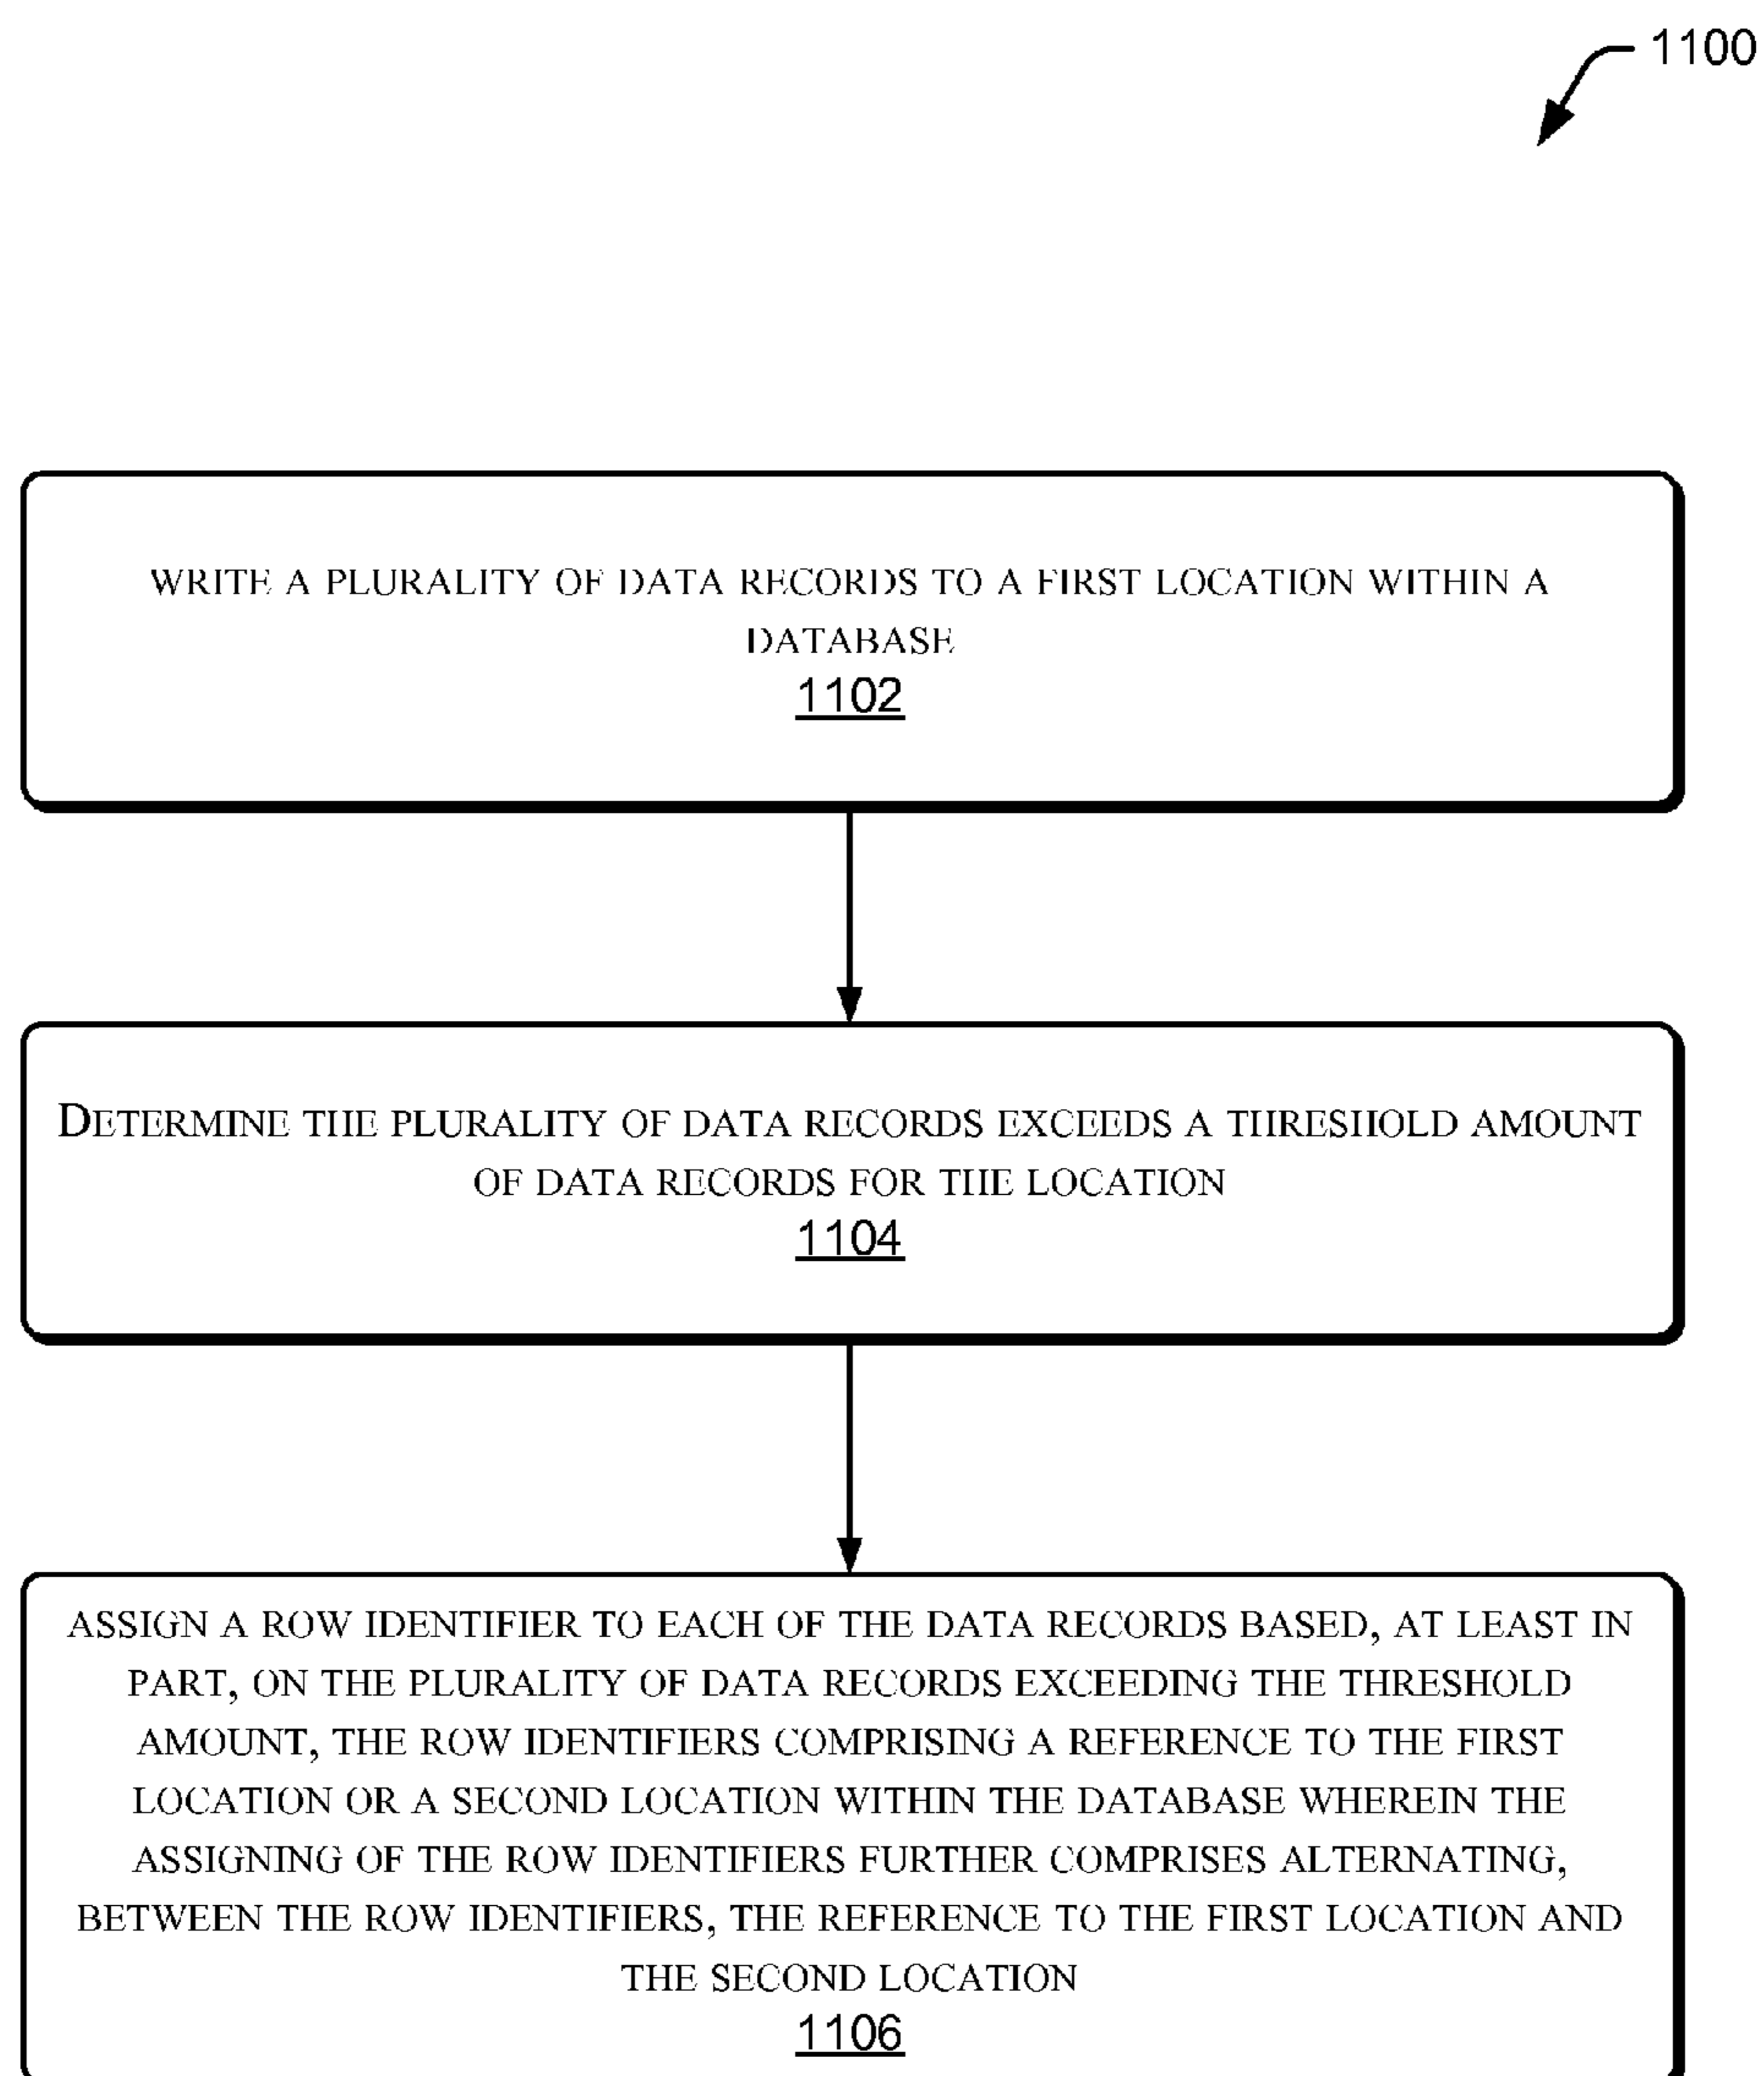 1100
WRITE A PLURALITY OF DATA RECORDS TO A FIRST LOCATION WITHIN A
DATABASE
1102
DETERMINE THE PLURALITY OF DATA RECORDS EXCEEDS A THRESHOLD AMOUNT
OF DATA RECORDS FOR THE LOCATION
1104
ASSIGN A ROW IDENTIFIER TO EACH OF THE DATA RECORDS BASED, AT LEAST IN
PART, ON THE PLURALITY OF DATA RECORDS EXCEEDING THE THRESHOLD
AMOUNT, THE ROW IDENTIFIERS COMPRISING A REFERENCE TO THE FIRST
LOCATION OR A SECOND LOCATION WITHIN THE DATABASE WHEREIN THE
ASSIGNING OF THE ROW IDENTIFIERS FURTHER COMPRISES ALTERNATING,
BETWEEN THE ROW IDENTIFIERS, THE REFERENCE TO THE FIRST LOCATION AND
THE SECOND LOCATION
1106